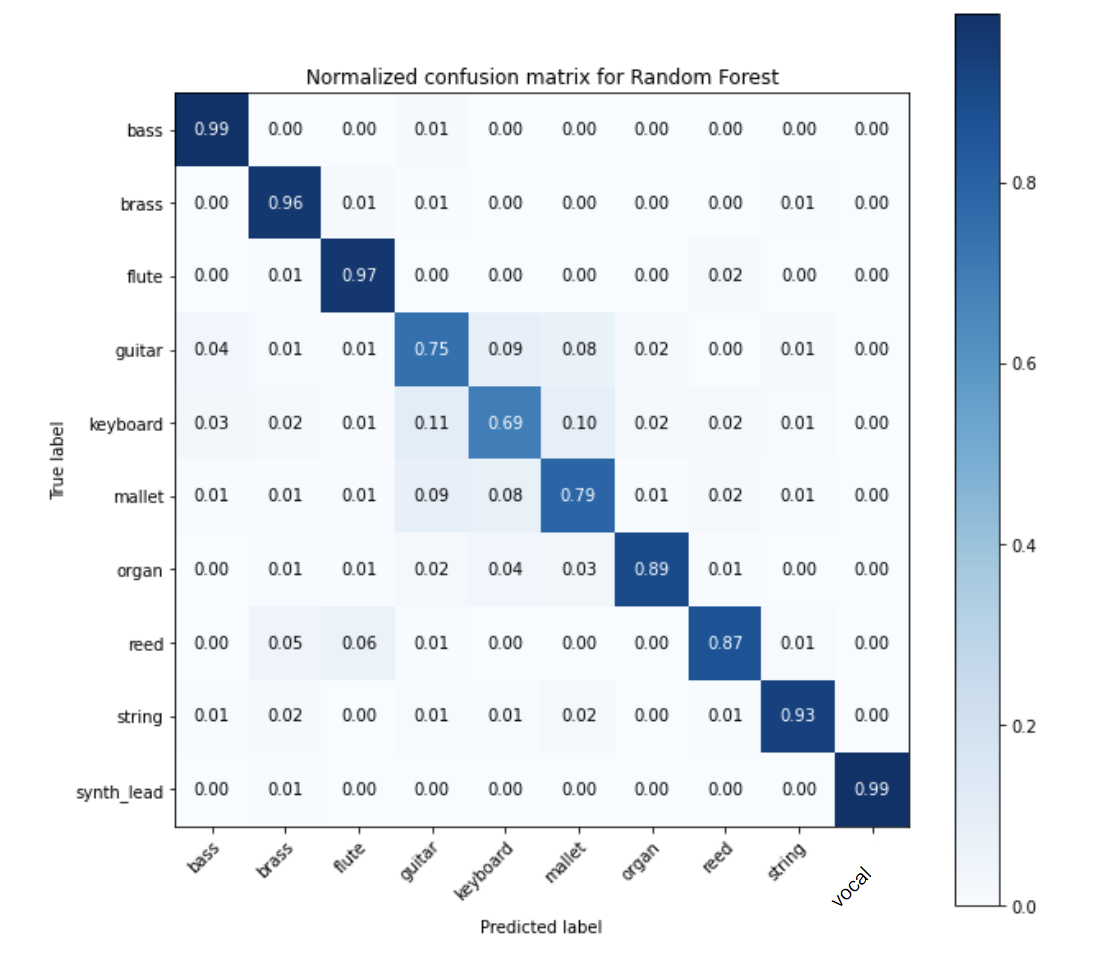 Normalized confusion matrix for Random Forest
bass 0.99 0.00 0.00 0.01 0.00 0.00 0.00 0.00 0.00 0.00
brass 0.00 0.96 0.01 0.01 0.00 0.00 0.00 0.00 0.01 0.00
flute 0.00 0.01 0.97 0.00 0.00 0.00 0.00 0.02 0.00 0.00
guitar 0.04 0.01 0.01 0.75 0.09 0.08 0.02 0.00 0.01 0.00
keyboard 0.03 0.02 0.01 0.11 0.69 0.10 0.02 0.02 0.01 0.00
mallet 0.01 0.01 0.01 0.09 0.08 0.79 0.01 0.02 0.01 0.00
organ 0.00 0.01 0.01 0.02 0.04 0.03 0.89 0.01 0.00 0.00
reed 0.00 0.05 0.06 0.01 0.00 0.00 0.00 0.87 0.01 0.00
string 0.01 0.02 0.00 0.01 0.01 0.02 0.00 0.01 0.93 0.00
synth_lead 0.00 0.01 0.00 0.00 0.00 0.00 0.00 0.00 0.00 0.99
True label
bass brass flute guitar keyboard mallet organ reed string vocal
Predicted label
0.8
0.6
0.4
0.2
0.0